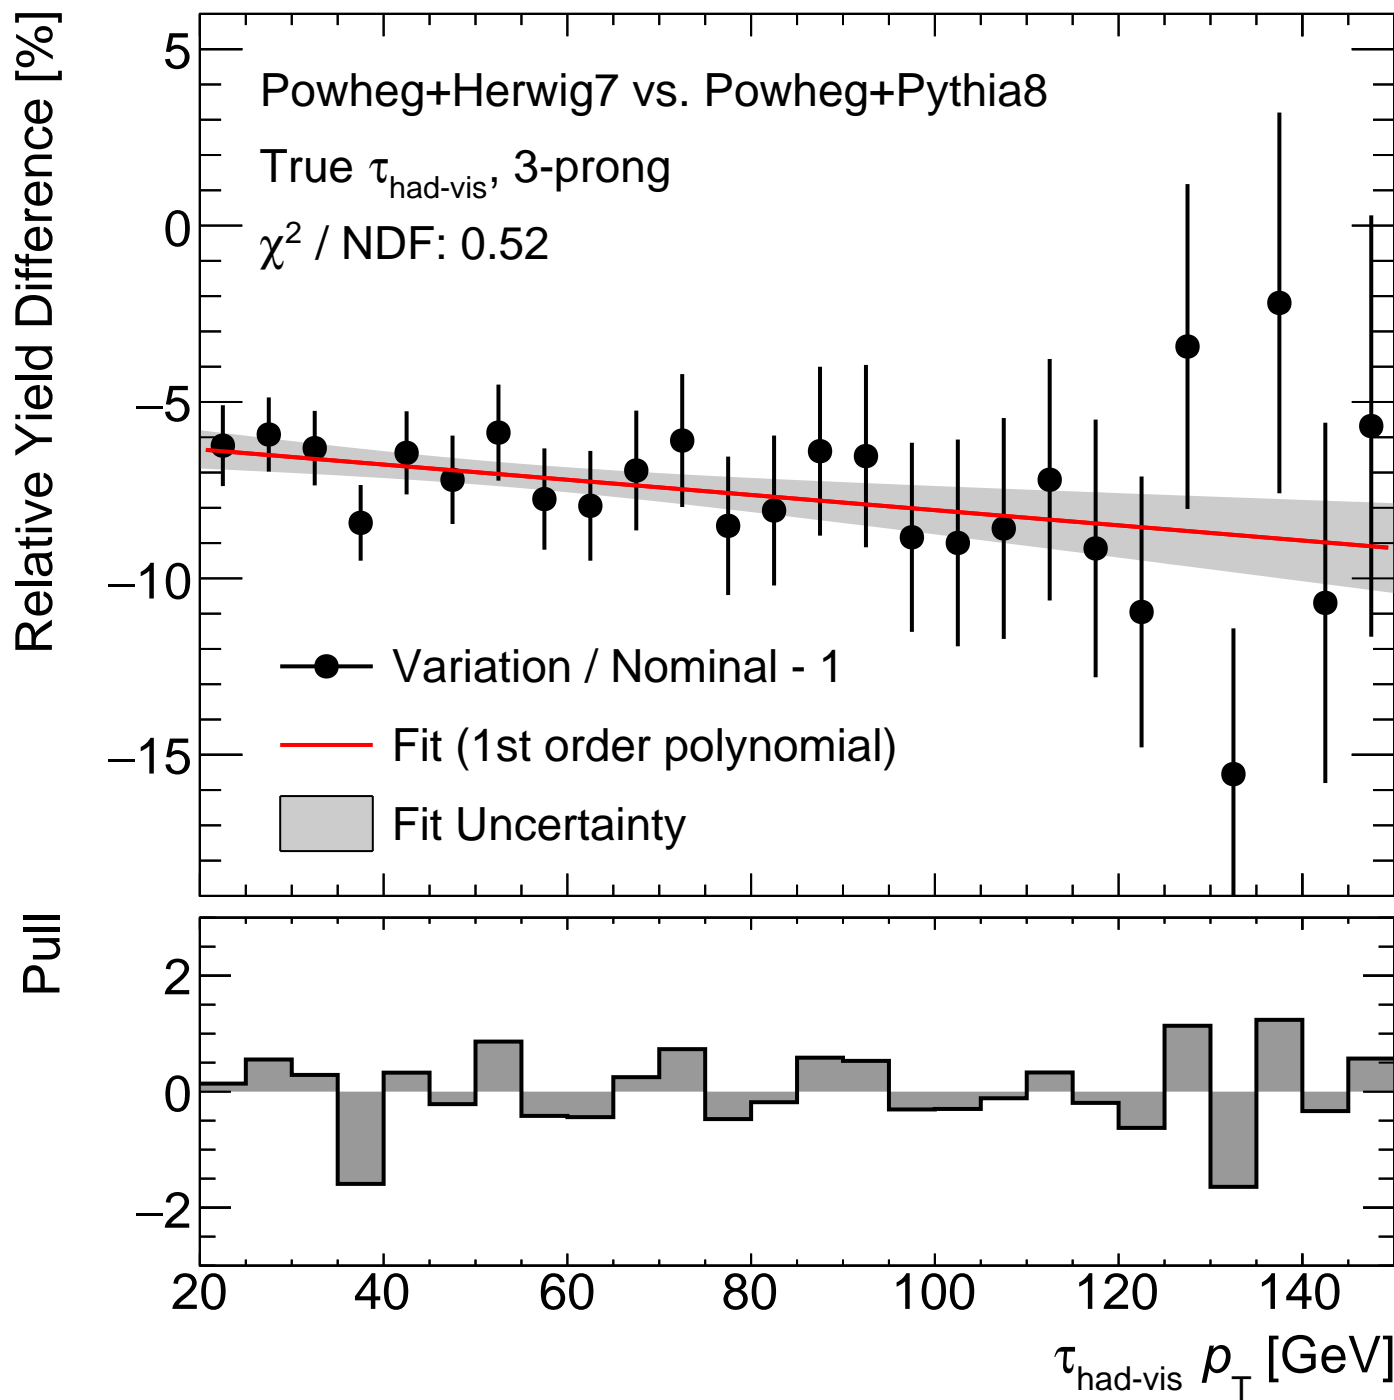 Relative Yield Difference [%]
5
0
−5
−10
−15
Powheg+Herwig7 vs. Powheg+Pythia8
True τhad-vis, 3-prong
χ² / NDF: 0.52
Variation / Nominal - 1
Fit (1st order polynomial)
Fit Uncertainty
Pull
2
0
−2
20 40 60 80 100 120 140
τhad-vis pT [GeV]